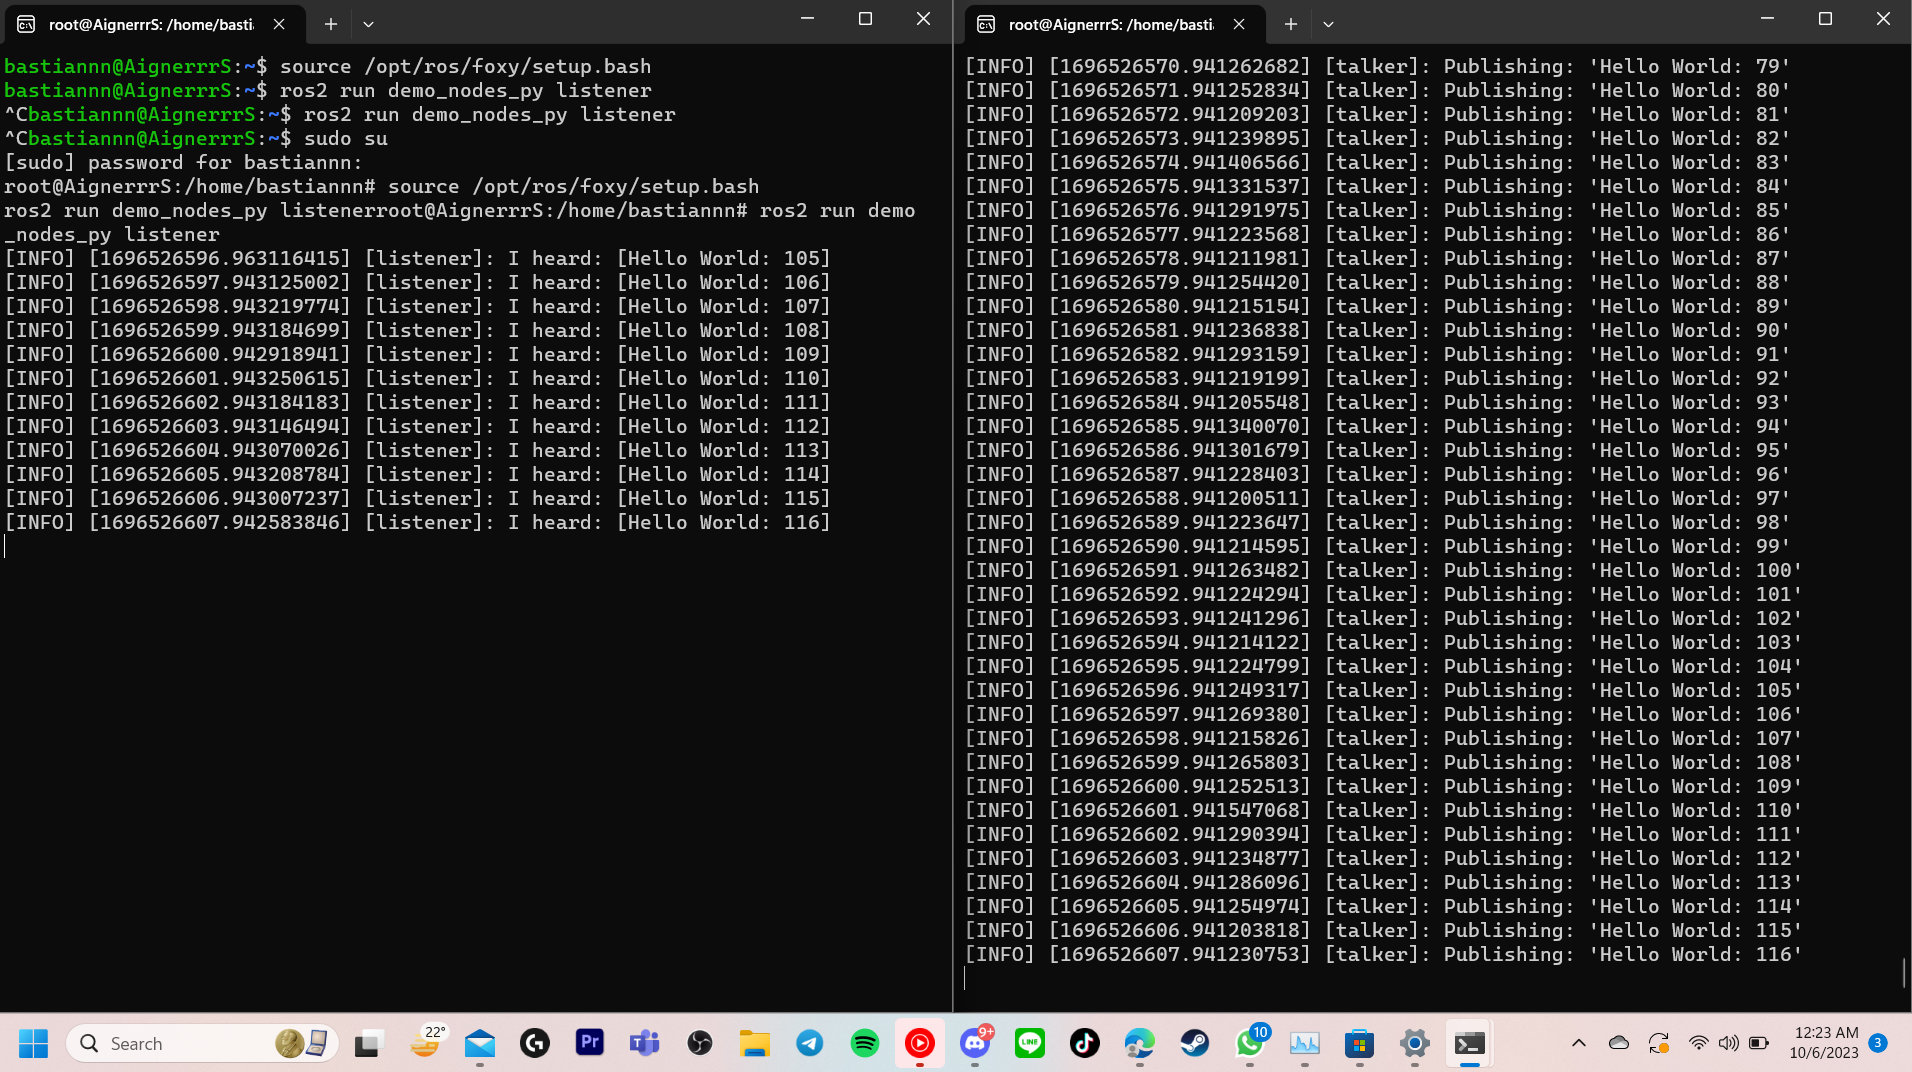 root@AignerrrS: /home/basti
bastiannn@AignerrrS:~$ source /opt/ros/foxy/setup.bash
bastiannn@AignerrrS:~$ ros2 run demo_nodes_py listener
^Cbastiannn@AignerrrS:~$ ros2 run demo_nodes_py listener
^Cbastiannn@AignerrrS:~$ sudo su
[sudo] password for bastiannn:
root@AignerrrS:/home/bastiannn# source /opt/ros/foxy/setup.bash
ros2 run demo_nodes_py listenerroot@AignerrrS:/home/bastiannn# ros2 run demo
_nodes_py listener
[INFO] [1696526596.963116415] [listener]: I heard: [Hello World: 105]
[INFO] [1696526597.943125002] [listener]: I heard: [Hello World: 106]
[INFO] [1696526598.943219774] [listener]: I heard: [Hello World: 107]
[INFO] [1696526599.943184699] [listener]: I heard: [Hello World: 108]
[INFO] [1696526600.942918941] [listener]: I heard: [Hello World: 109]
[INFO] [1696526601.943250615] [listener]: I heard: [Hello World: 110]
[INFO] [1696526602.943184183] [listener]: I heard: [Hello World: 111]
[INFO] [1696526603.943146494] [listener]: I heard: [Hello World: 112]
[INFO] [1696526604.943070026] [listener]: I heard: [Hello World: 113]
[INFO] [1696526605.943208784] [listener]: I heard: [Hello World: 114]
[INFO] [1696526606.943007237] [listener]: I heard: [Hello World: 115]
[INFO] [1696526607.942583846] [listener]: I heard: [Hello World: 116]
root@AignerrrS: /home/basti
[INFO] [1696526570.941262682] [talker]: Publishing: 'Hello World: 79'
[INFO] [1696526571.941252834] [talker]: Publishing: 'Hello World: 80'
[INFO] [1696526572.941209203] [talker]: Publishing: 'Hello World: 81'
[INFO] [1696526573.941239895] [talker]: Publishing: 'Hello World: 82'
[INFO] [1696526574.941406566] [talker]: Publishing: 'Hello World: 83'
[INFO] [1696526575.941331537] [talker]: Publishing: 'Hello World: 84'
[INFO] [1696526576.941291975] [talker]: Publishing: 'Hello World: 85'
[INFO] [1696526577.941223568] [talker]: Publishing: 'Hello World: 86'
[INFO] [1696526578.941211981] [talker]: Publishing: 'Hello World: 87'
[INFO] [1696526579.941254420] [talker]: Publishing: 'Hello World: 88'
[INFO] [1696526580.941215154] [talker]: Publishing: 'Hello World: 89'
[INFO] [1696526581.941236838] [talker]: Publishing: 'Hello World: 90'
[INFO] [1696526582.941293159] [talker]: Publishing: 'Hello World: 91'
[INFO] [1696526583.941219199] [talker]: Publishing: 'Hello World: 92'
[INFO] [1696526584.941205548] [talker]: Publishing: 'Hello World: 93'
[INFO] [1696526585.941340070] [talker]: Publishing: 'Hello World: 94'
[INFO] [1696526586.941301679] [talker]: Publishing: 'Hello World: 95'
[INFO] [1696526587.941228403] [talker]: Publishing: 'Hello World: 96'
[INFO] [1696526588.941200511] [talker]: Publishing: 'Hello World: 97'
[INFO] [1696526589.941223647] [talker]: Publishing: 'Hello World: 98'
[INFO] [1696526590.941214595] [talker]: Publishing: 'Hello World: 99'
[INFO] [1696526591.941263482] [talker]: Publishing: 'Hello World: 100'
[INFO] [1696526592.941224294] [talker]: Publishing: 'Hello World: 101'
[INFO] [1696526593.941241296] [talker]: Publishing: 'Hello World: 102'
[INFO] [1696526594.941214122] [talker]: Publishing: 'Hello World: 103'
[INFO] [1696526595.941224799] [talker]: Publishing: 'Hello World: 104'
[INFO] [1696526596.941249317] [talker]: Publishing: 'Hello World: 105'
[INFO] [1696526597.941269380] [talker]: Publishing: 'Hello World: 106'
[INFO] [1696526598.941215826] [talker]: Publishing: 'Hello World: 107'
[INFO] [1696526599.941265803] [talker]: Publishing: 'Hello World: 108'
[INFO] [1696526600.941252513] [talker]: Publishing: 'Hello World: 109'
[INFO] [1696526601.941547068] [talker]: Publishing: 'Hello World: 110'
[INFO] [1696526602.941290394] [talker]: Publishing: 'Hello World: 111'
[INFO] [1696526603.941234877] [talker]: Publishing: 'Hello World: 112'
[INFO] [1696526604.941286096] [talker]: Publishing: 'Hello World: 113'
[INFO] [1696526605.941254974] [talker]: Publishing: 'Hello World: 114'
[INFO] [1696526606.941203818] [talker]: Publishing: 'Hello World: 115'
[INFO] [1696526607.941230753] [talker]: Publishing: 'Hello World: 116'
Search
22°
Pr
9+
LINE
10
12:23 AM
10/6/2023
3